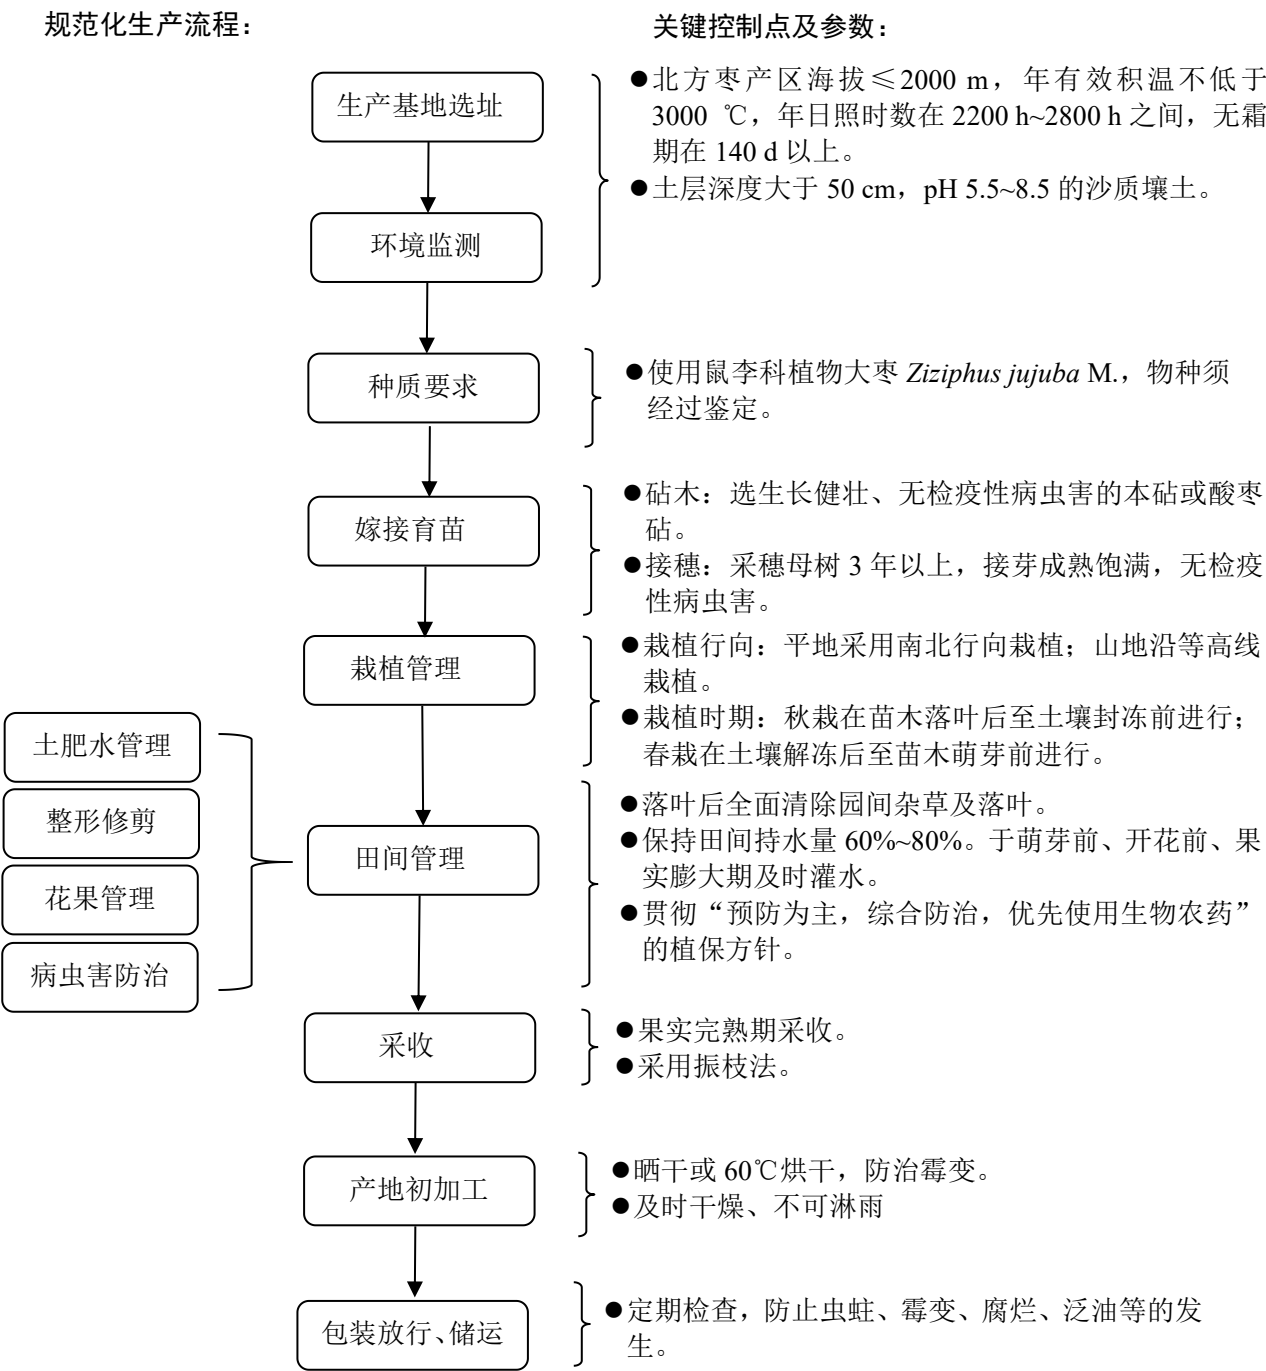 规范化生产流程：
关键控制点及参数：
生产基地选址
●北方枣产区海拔≤2000 m，年有效积温不低于
3000 ℃，年日照时数在 2200 h~2800 h 之间，无霜
期在 140 d 以上。
●土层深度大于 50 cm，pH 5.5~8.5 的沙质壤土。
环境监测
种质要求
●使用鼠李科植物大枣 Ziziphus jujuba M.，物种须
经过鉴定。
嫁接育苗
●砧木：选生长健壮、无检疫性病虫害的本砧或酸枣
砧。
●接穗：采穗母树 3 年以上，接芽成熟饱满，无检疫
性病虫害。
栽植管理
●栽植行向：平地采用南北行向栽植；山地沿等高线
栽植。
●栽植时期：秋栽在苗木落叶后至土壤封冻前进行；
春栽在土壤解冻后至苗木萌芽前进行。
土肥水管理
整形修剪
花果管理
病虫害防治
田间管理
●落叶后全面清除园间杂草及落叶。
●保持田间持水量 60%~80%。于萌芽前、开花前、果
实膨大期及时灌水。
●贯彻“预防为主，综合防治，优先使用生物农药”
的植保方针。
采收
●果实完熟期采收。
●采用振枝法。
产地初加工
●晒干或 60℃烘干，防治霉变。
●及时干燥、不可淋雨
包装放行、储运
●定期检查，防止虫蛀、霉变、腐烂、泛油等的发
生。